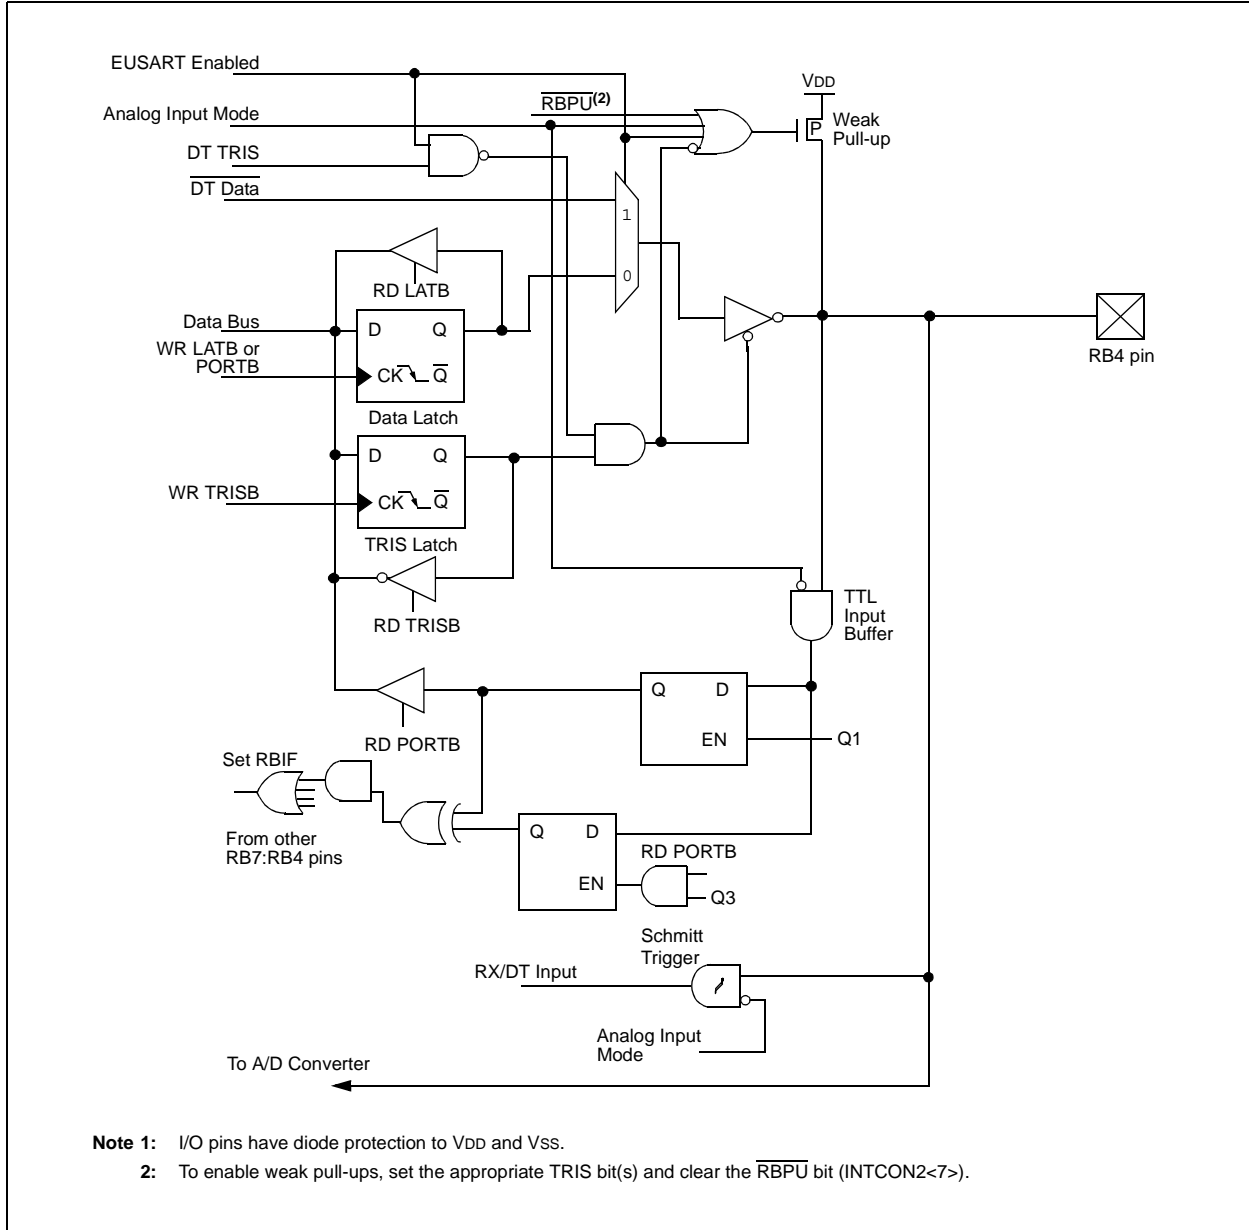 EUSART Enabled
VDD
RBPU(2)
Analog Input Mode
Weak
Pull-up
P
DT TRIS
DT Data
1
0
RD LATB
Data Bus
D Q
WR LATB or
PORTB
CK Q
Data Latch
RB4 pin
D Q
WR TRISB
CK Q
TRIS Latch
TTL
Input
Buffer
RD TRISB
Q D
EN
Q1
RD PORTB
Set RBIF
From other
RB7:RB4 pins
Q D
EN
RD PORTB
Q3
Schmitt
Trigger
RX/DT Input
Analog Input
Mode
To A/D Converter
Note 1: I/O pins have diode protection to VDD and VSS.
2: To enable weak pull-ups, set the appropriate TRIS bit(s) and clear the RBPU bit (INTCON2<7>).